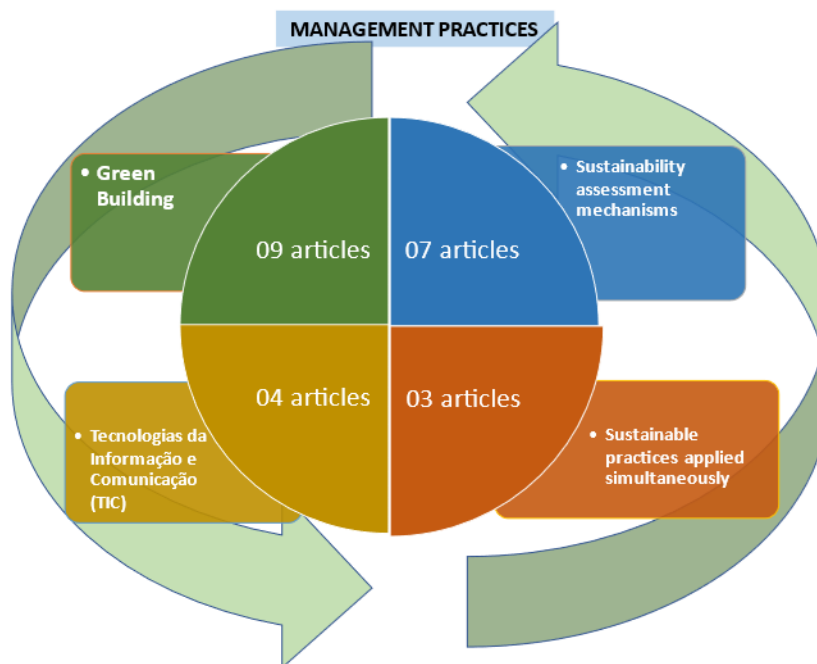 MANAGEMENT PRACTICES
• Green
Building
• Sustainability
assessment
mechanisms
09 articles
07 articles
04 articles
03 articles
• Tecnologias da
Informação e
Comunicação
(TIC)
• Sustainable
practices applied
simultaneously